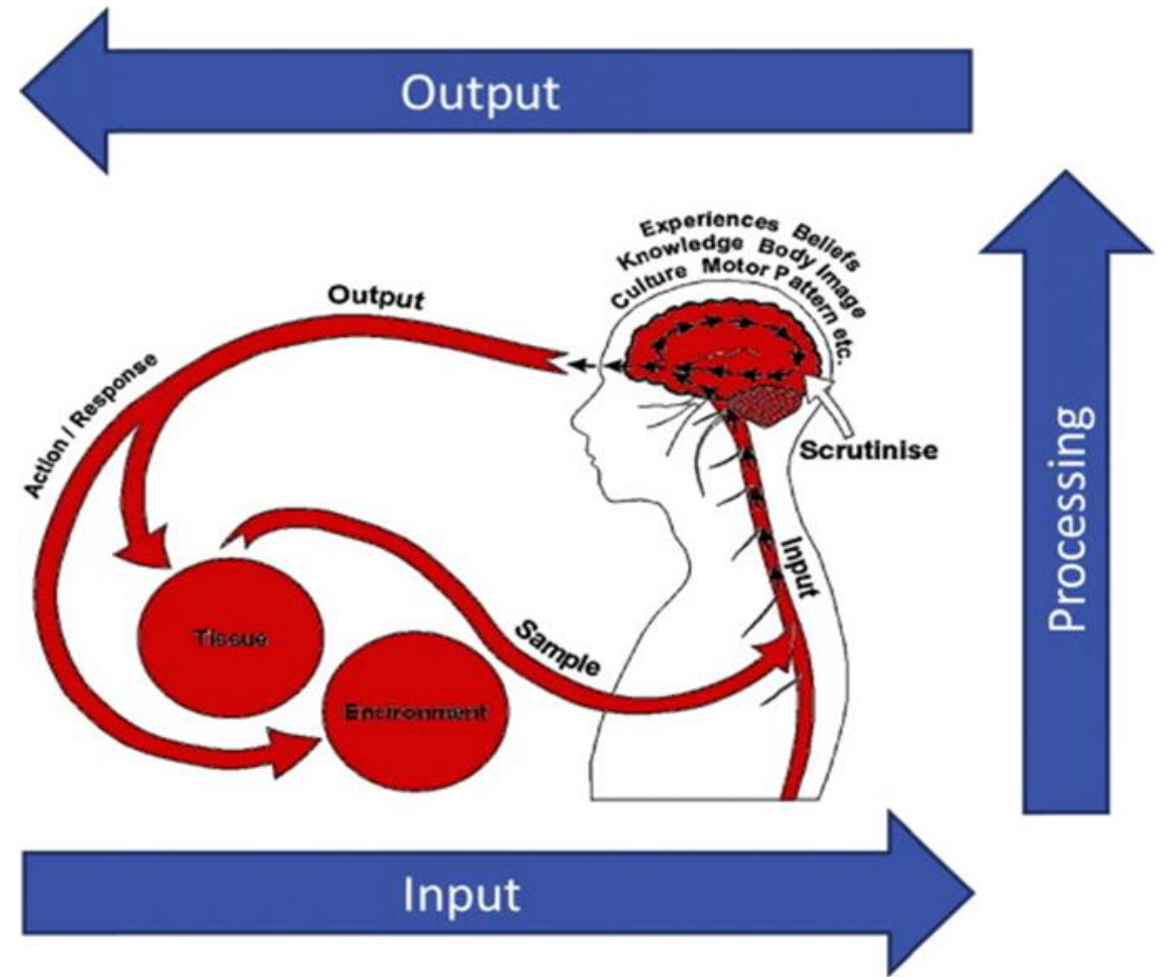 Output
Experiences Beliefs
Knowledge Body Image
Culture Motor Pattern etc.
Output
Action / Response
Scrutinise
Processing
Input
Tissue
Sample
Environment
Input